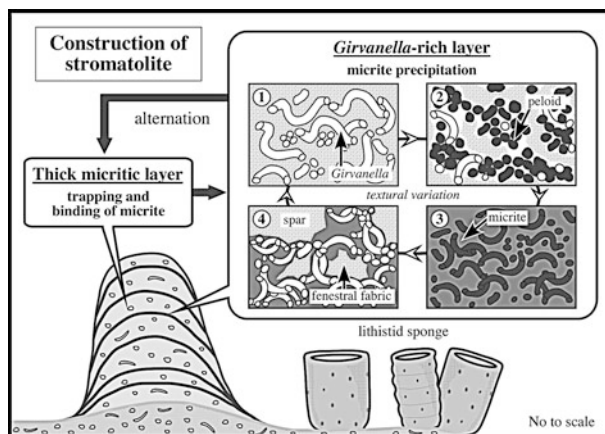 Construction of
stromatolite
Girvanella-rich layer
micrite precipitation
alternation
Thick micritic layer
trapping and
binding of micrite
1
Girvanella
2
peloid
textural variation
4
spar
fenestral fabric
3
micrite
lithistid sponge
No to scale